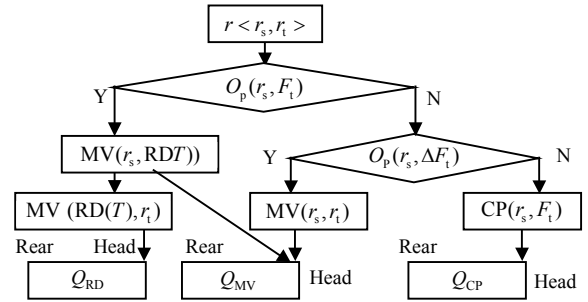 r < r_s, r_t >
O_p(r_s, F_t)
Y
N
MV(r_s, RDT))
O_P(r_s, ΔF_t)
Y
N
MV (RD(T), r_t)
MV(r_s, r_t)
CP(r_s, F_t)
Rear Head Rear Rear
Q_RD Q_MV Head Q_CP Head